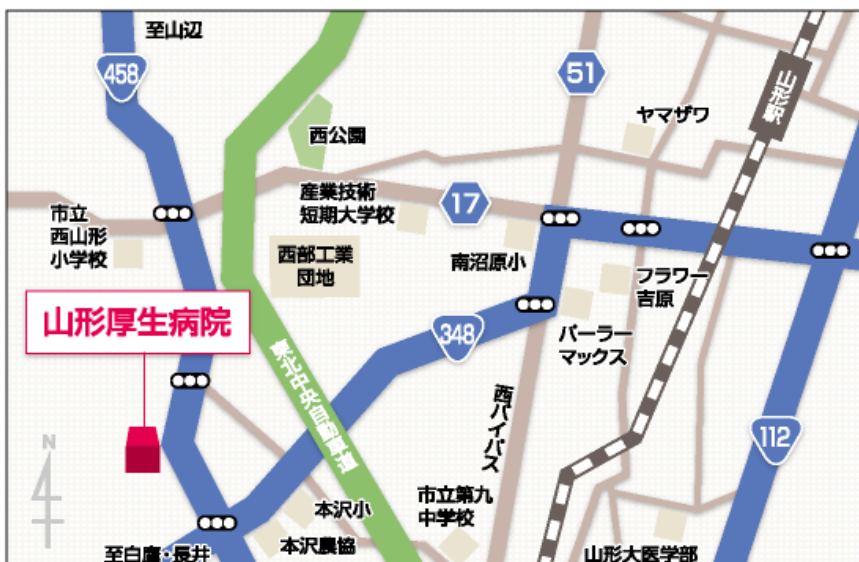 至山辺
458
51
山形駅
ヤマザワ
西公園
産業技術
短期大学校
17
市立
西山形
小学校
西部工業
団地
南沼原小
フラワー
吉原
山形厚生病院
348
パーラー
マックス
東北中央自動車道
西バイパス
112
N
本沢小
市立第九
中学校
本沢農協
至白鷹・長井
山形大医学部